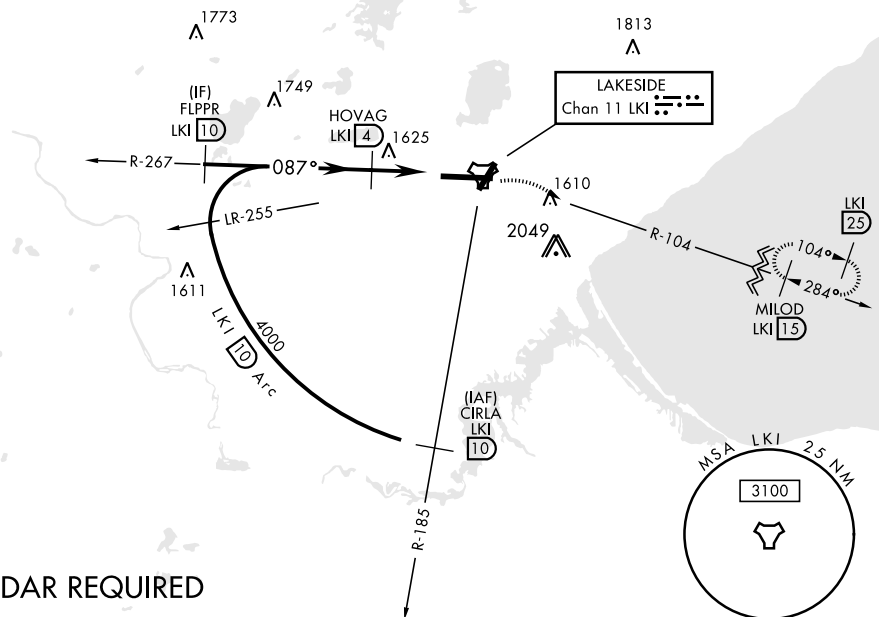 1773
1813
(IF)
FLPPR
LKI 10
1749
HOVAG
LKI 4
1625
LAKESIDE
Chan 11 LKI
R-267
087°
LR-255
1610
2049
R-104
LKI
25
104°
284°
MILOD
LKI 15
1611
4000
LKI 10 Arc
(IAF)
CIRLA
LKI
10
R-185
MSA LKI 25 NM
3100
DAR REQUIRED